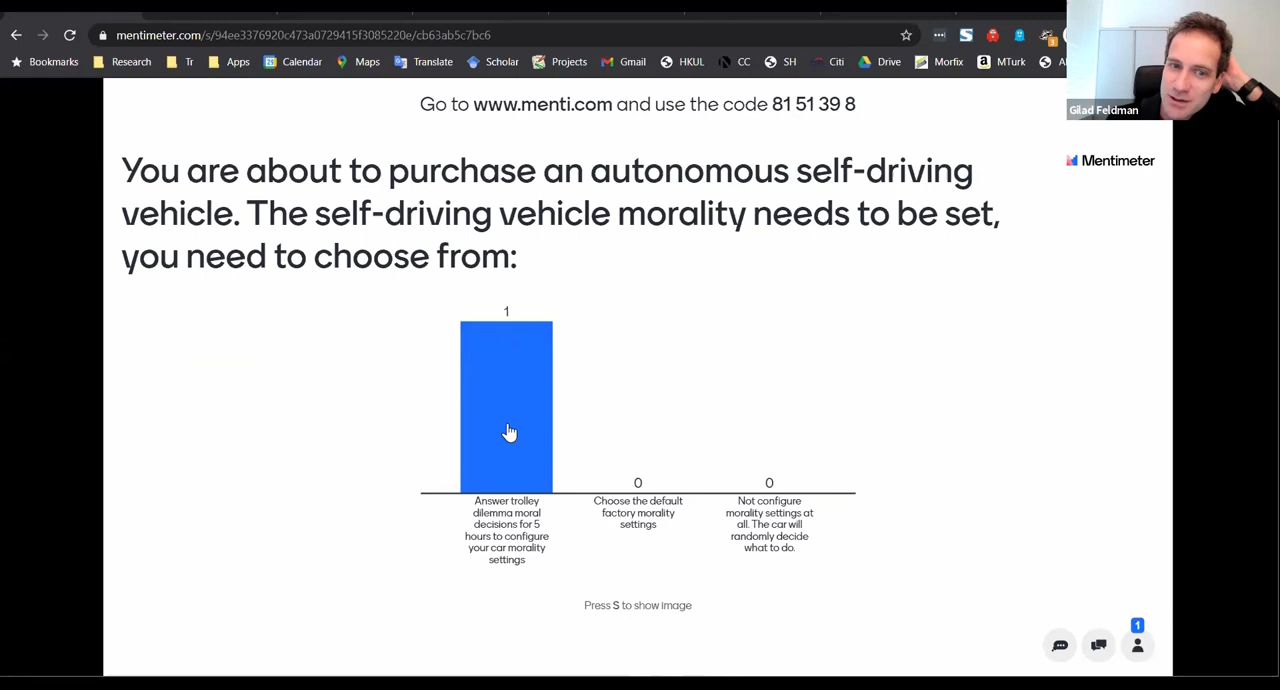 mentimeter.com/s/94ee3376920c473a0729415f3085220e/cb63ab5c7bc6
Bookmarks Research Tr Apps Calendar Maps Translate Scholar Projects Gmail HKUL CC SH Citi Drive Morfix MTurk
Gilad Feldman
Go to www.menti.com and use the code 81 51 39 8
Mentimeter
You are about to purchase an autonomous self-driving
vehicle. The self-driving vehicle morality needs to be set,
you need to choose from:
1
0
0
Answer trolley
dilemma moral
decisions for 5
hours to configure
your car morality
settings
Choose the default
factory morality
settings
Not configure
morality settings at
all. The car will
randomly decide
what to do.
Press S to show image
1